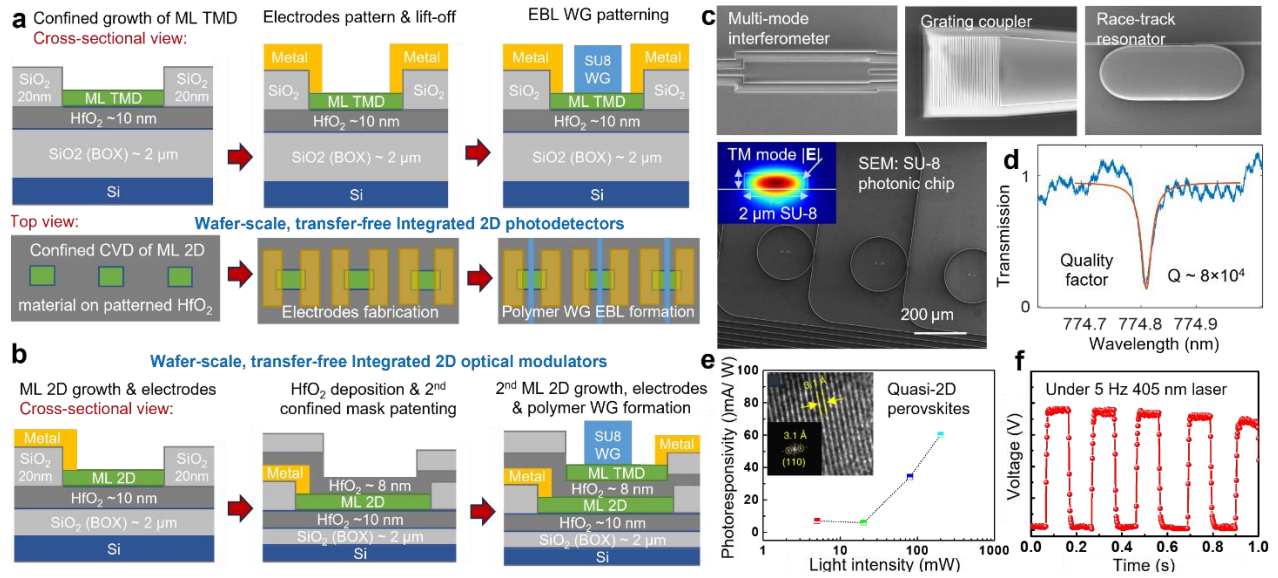 a
Confined growth of ML TMD
Cross-sectional view:
Electrodes pattern & lift-off
EBL WG patterning
SiO2
20nm
ML TMD
SiO2
20nm
HfO2 ~10 nm
SiO2 (BOX) ~ 2 μm
Si
Metal
Metal
SiO2
SiO2
ML TMD
HfO2 ~10 nm
SiO2 (BOX) ~ 2 μm
Si
Metal
SU8
WG
Metal
SiO2
SiO2
ML TMD
HfO2 ~10 nm
SiO2 (BOX) ~ 2 μm
Si
Top view:
Wafer-scale, transfer-free Integrated 2D photodetectors
Confined CVD of ML 2D
material on patterned HfO2
Electrodes fabrication
Polymer WG EBL formation
b
Wafer-scale, transfer-free Integrated 2D optical modulators
ML 2D growth & electrodes
Cross-sectional view:
HfO2 deposition & 2nd
confined mask patenting
2nd ML 2D growth, electrodes
& polymer WG formation
Metal
SiO2
20nm
ML 2D
SiO2
20nm
HfO2 ~10 nm
SiO2 (BOX) ~ 2 μm
Si
Metal
HfO2 ~ 8 nm
ML 2D
HfO2 ~10 nm
SiO2 (BOX) ~ 2 μm
Si
SU8
WG
Metal
Metal
ML TMD
HfO2 ~ 8 nm
ML 2D
HfO2 ~10 nm
SiO2 (BOX) ~ 2 μm
Si
c
Multi-mode
interferometer
Grating coupler
Race-track
resonator
TM mode |E|
2 μm SU-8
SEM: SU-8
photonic chip
200 μm
d
Transmission
1
0
Quality
factor
Q ~ 8×104
774.7 774.8 774.9
Wavelength (nm)
e
Photoresponsivity ()mA/ W)
100
80
60
40
20
0
3.1 Å
3.1 Å
(110)
Quasi-2D
perovskites
1 10 100 1000
Light intensity (mW)
f
Under 5 Hz 405 nm laser
Voltage (V)
0.0 0.2 0.4 0.6 0.8 1.0
Time (s)